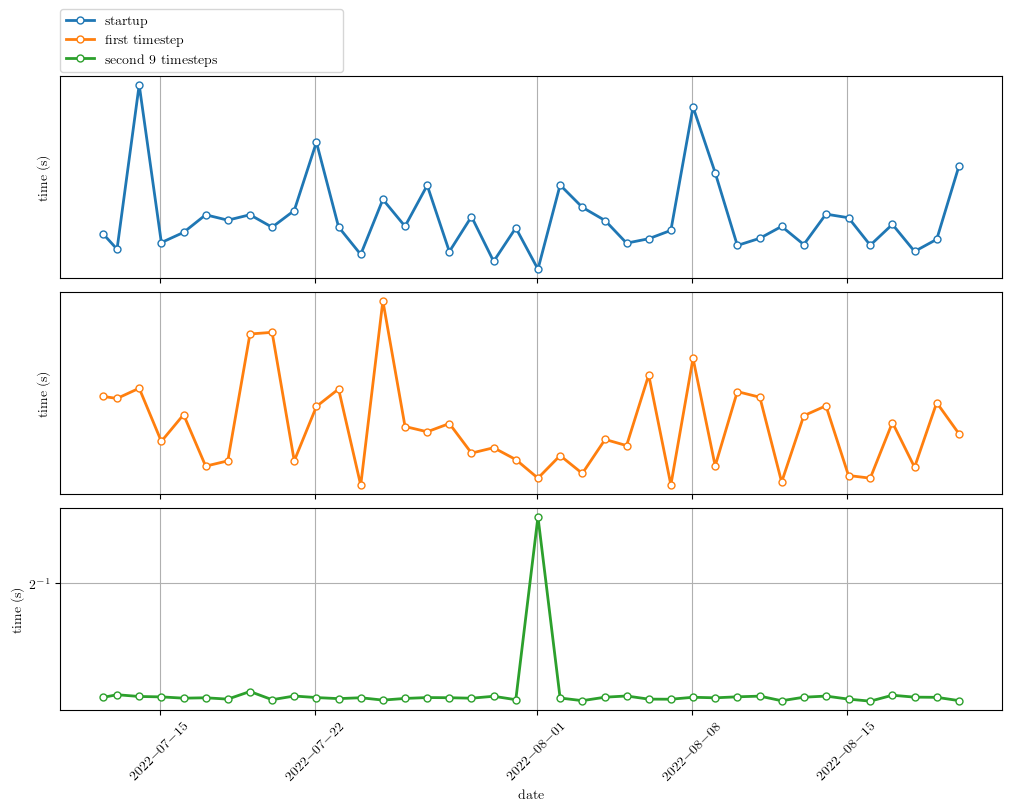 startup
first timestep
second 9 timesteps
time (s)
time (s)
2⁻¹
time (s)
2022−07−15
2022−07−22
2022−08−01
2022−08−08
2022−08−15
date